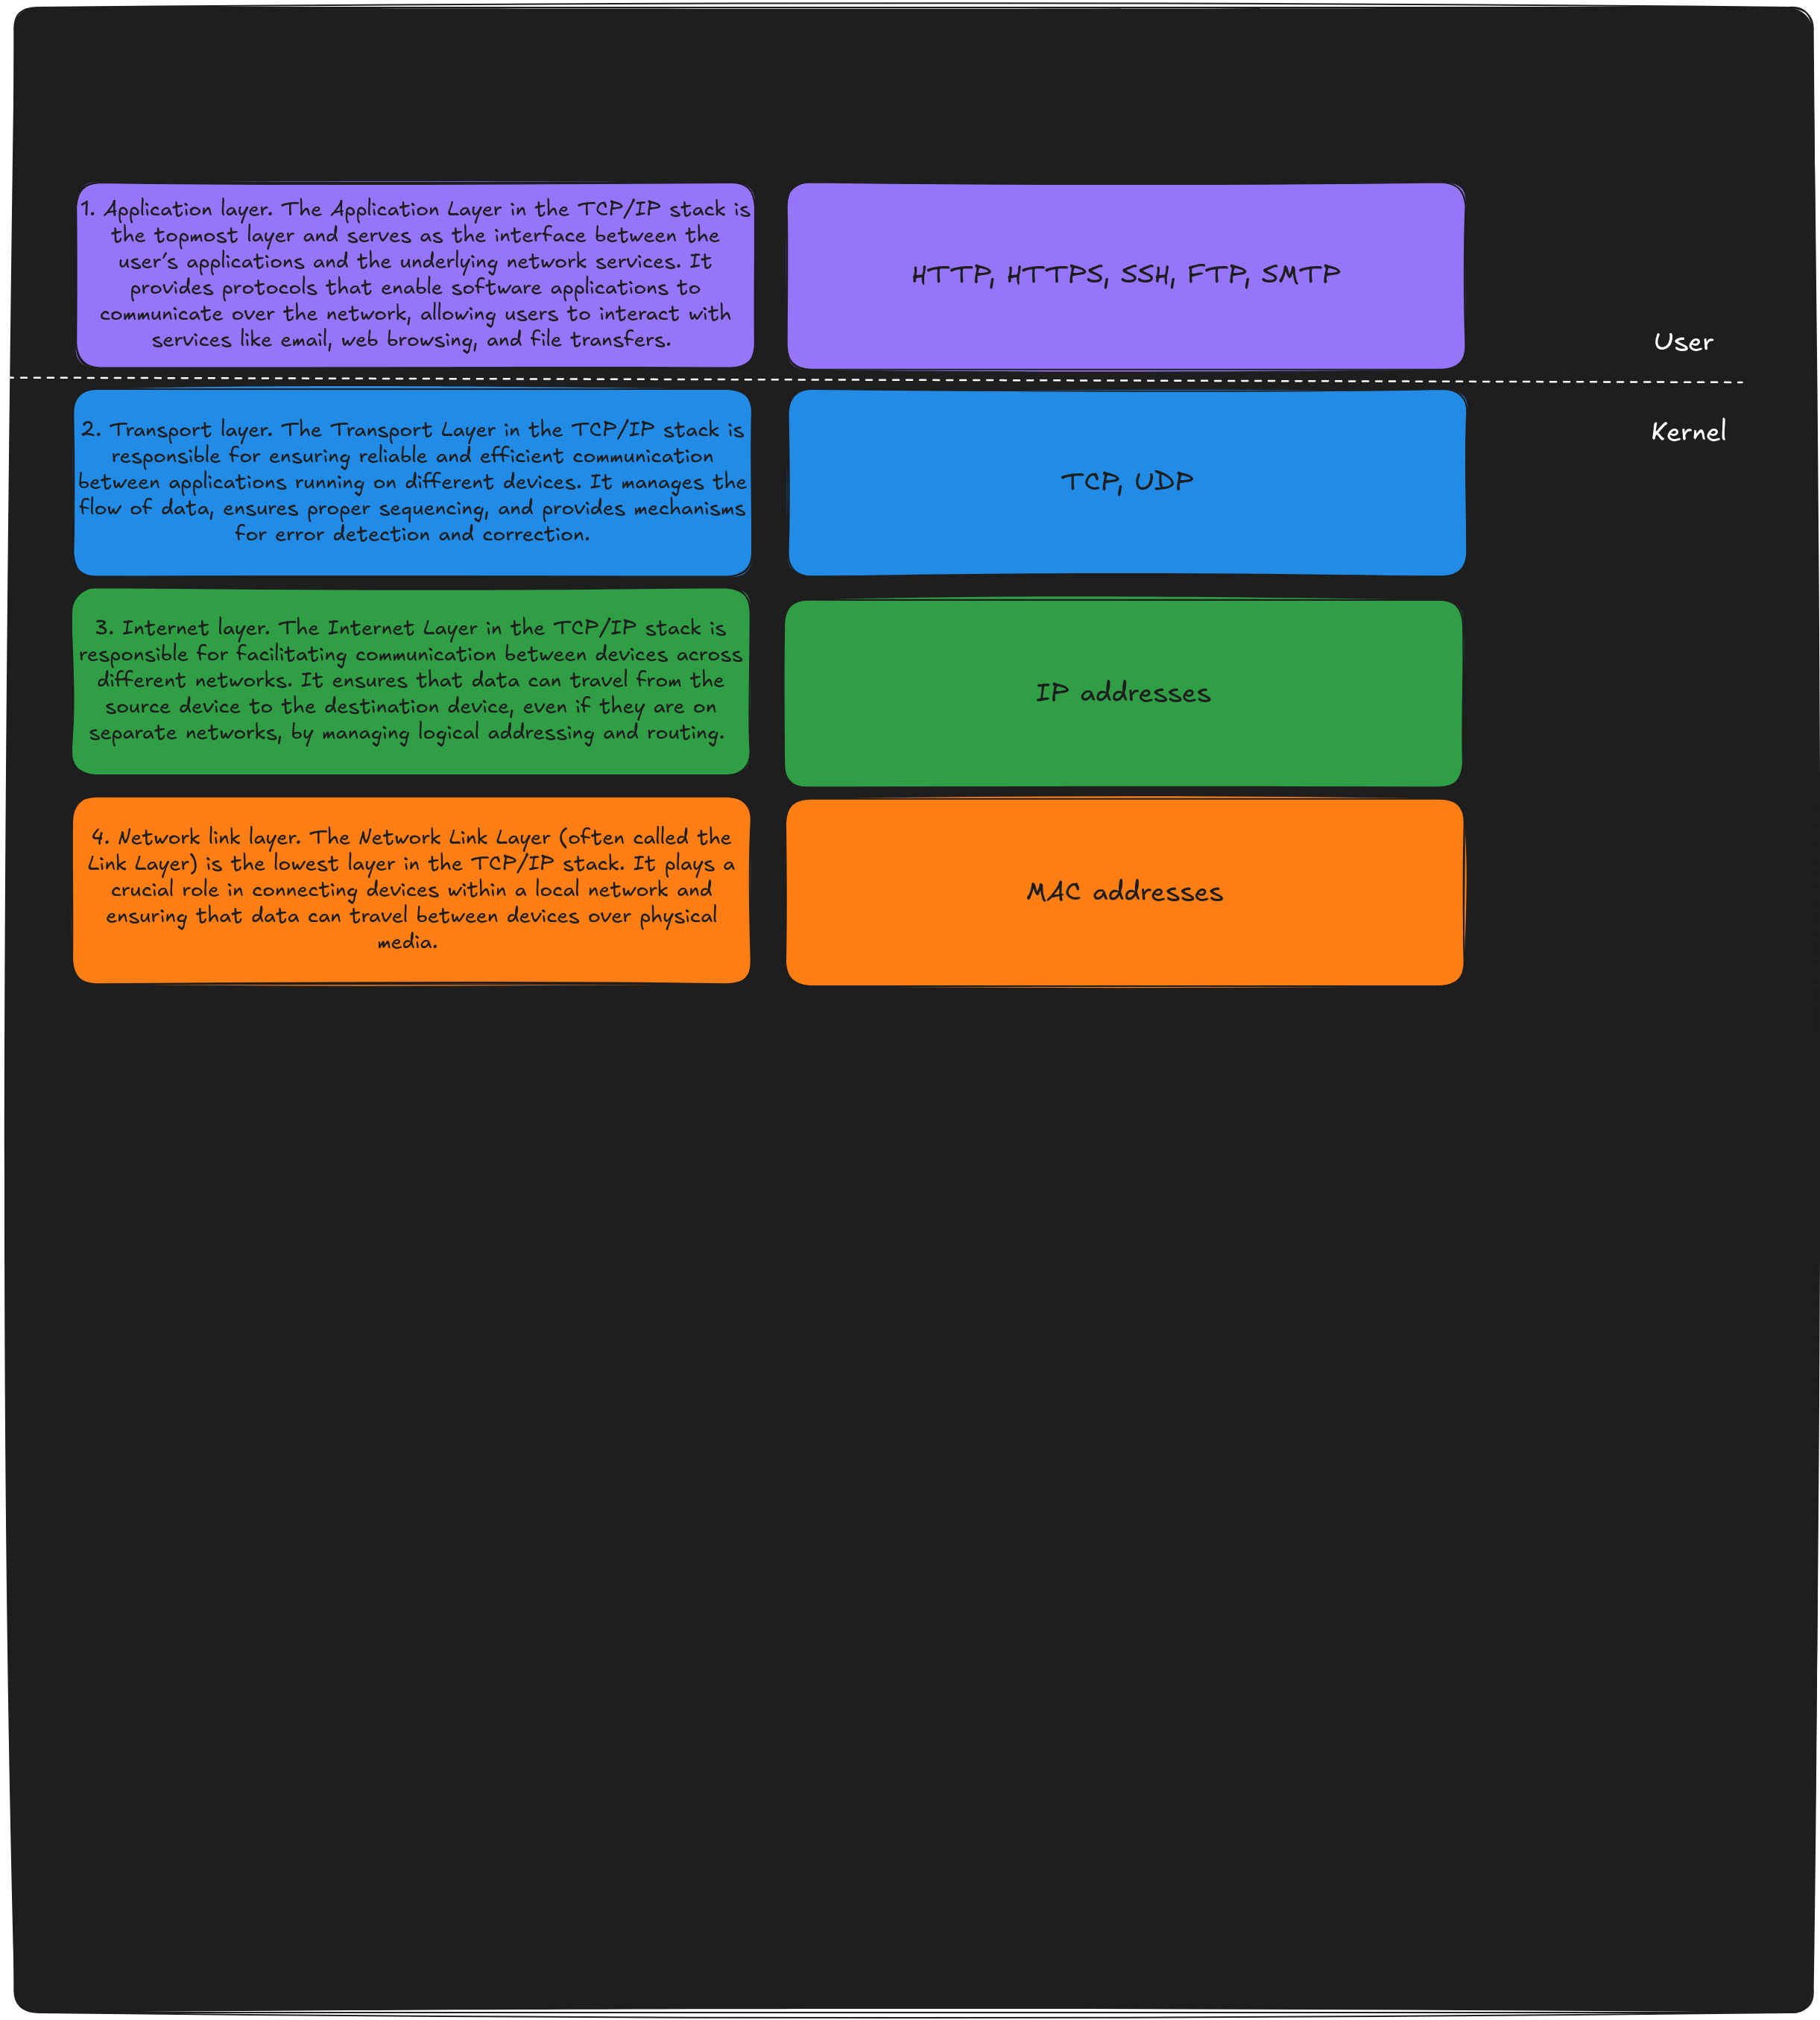 1. Application layer. The Application Layer in the TCP/IP stack is
the topmost layer and serves as the interface between the
user's applications and the underlying network services. It
provides protocols that enable software applications to
communicate over the network, allowing users to interact with
services like email, web browsing, and file transfers.
HTTP, HTTPS, SSH, FTP, SMTP
User
Kernel
2. Transport layer. The Transport Layer in the TCP/IP stack is
responsible for ensuring reliable and efficient communication
between applications running on different devices. It manages the
flow of data, ensures proper sequencing, and provides mechanisms
for error detection and correction.
TCP, UDP
3. Internet layer. The Internet Layer in the TCP/IP stack is
responsible for facilitating communication between devices across
different networks. It ensures that data can travel from the
source device to the destination device, even if they are on
separate networks, by managing logical addressing and routing.
IP addresses
4. Network link layer. The Network Link Layer (often called the
Link Layer) is the lowest layer in the TCP/IP stack. It plays a
crucial role in connecting devices within a local network and
ensuring that data can travel between devices over physical
media.
MAC addresses